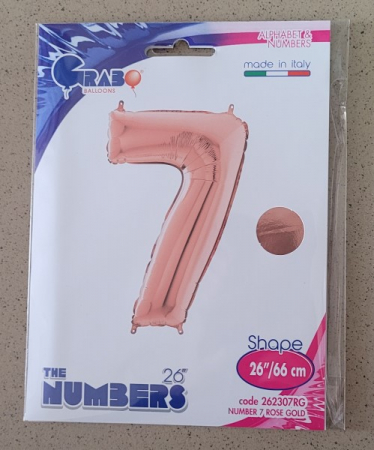 ALPHABET &
NUMBERS
GRABO
BALLOONS
made in italy
7
Shape
26"/66 cm
THE
26"
NUMBERS
code 262307RG
NUMBER 7 ROSE GOLD